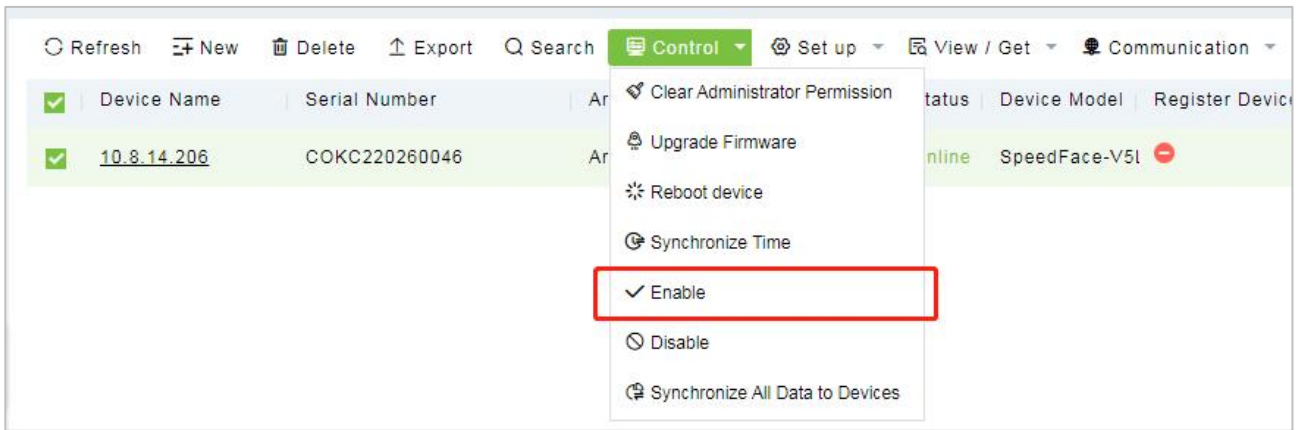 Refresh New Delete Export Search Control Set up View / Get Communication
Device Name Serial Number Ar tatus Device Model Register Devic
10.8.14.206 COKC220260046 Ar nline SpeedFace-V5L
Clear Administrator Permission
Upgrade Firmware
Reboot device
Synchronize Time
Enable
Disable
Synchronize All Data to Devices